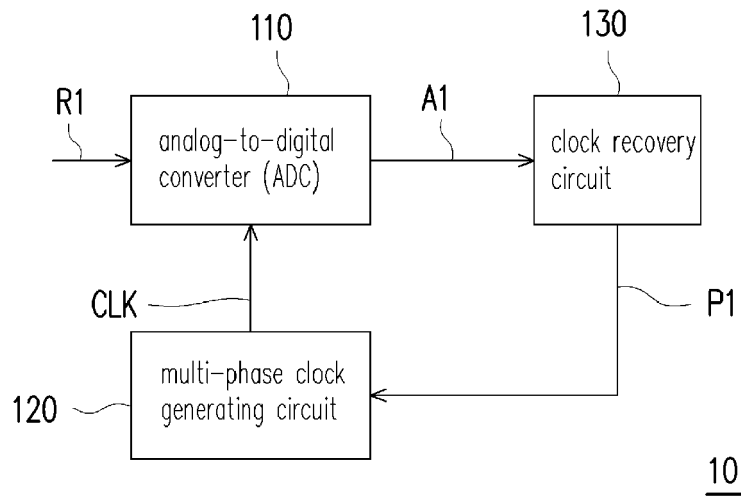 110
130
R1
A1
analog-to-digital
converter (ADC)
clock recovery
circuit
CLK
P1
multi-phase clock
generating circuit
120
10